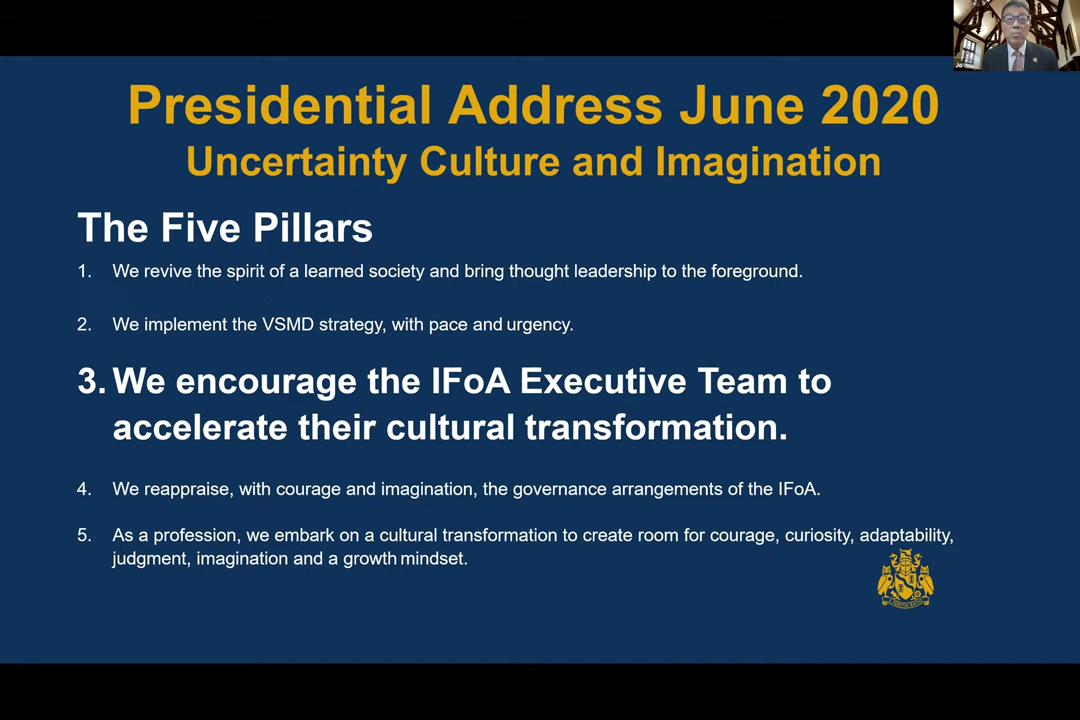 Presidential Address June 2020
Uncertainty Culture and Imagination
The Five Pillars
1. We revive the spirit of a learned society and bring thought leadership to the foreground.
2. We implement the VSMD strategy, with pace and urgency.
3. We encourage the IFoA Executive Team to
accelerate their cultural transformation.
4. We reappraise, with courage and imagination, the governance arrangements of the IFoA.
5. As a profession, we embark on a cultural transformation to create room for courage, curiosity, adaptability,
judgment, imagination and a growth mindset.